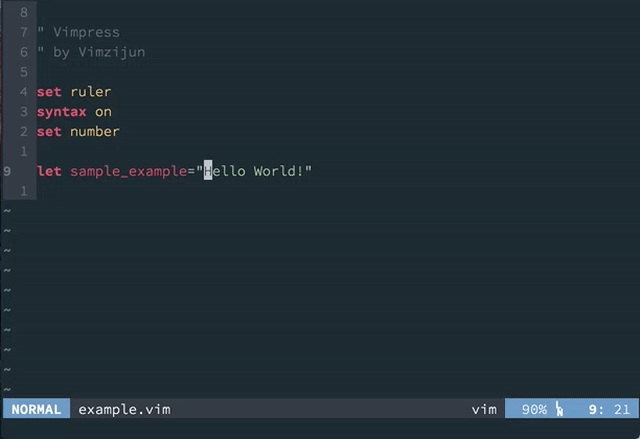 8
7 " Vimpress
6 " by Vimzijun
5
4 set ruler
3 syntax on
2 set number
1
9 let sample_example="Hello World!"
1
~
~
~
~
~
~
~
~
~
~
NORMAL example.vim vim 90% LN 9: 21